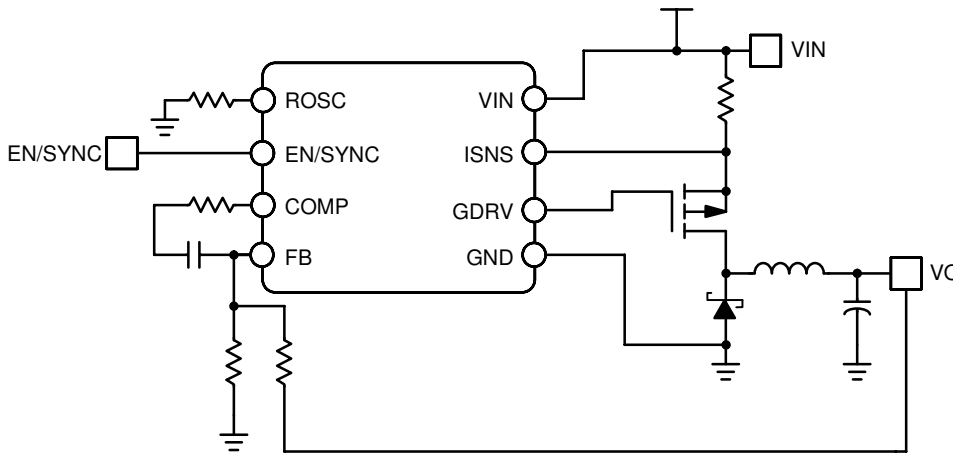 VIN
ROSC
VIN
EN/SYNC
EN/SYNC
ISNS
COMP
GDRV
FB
GND